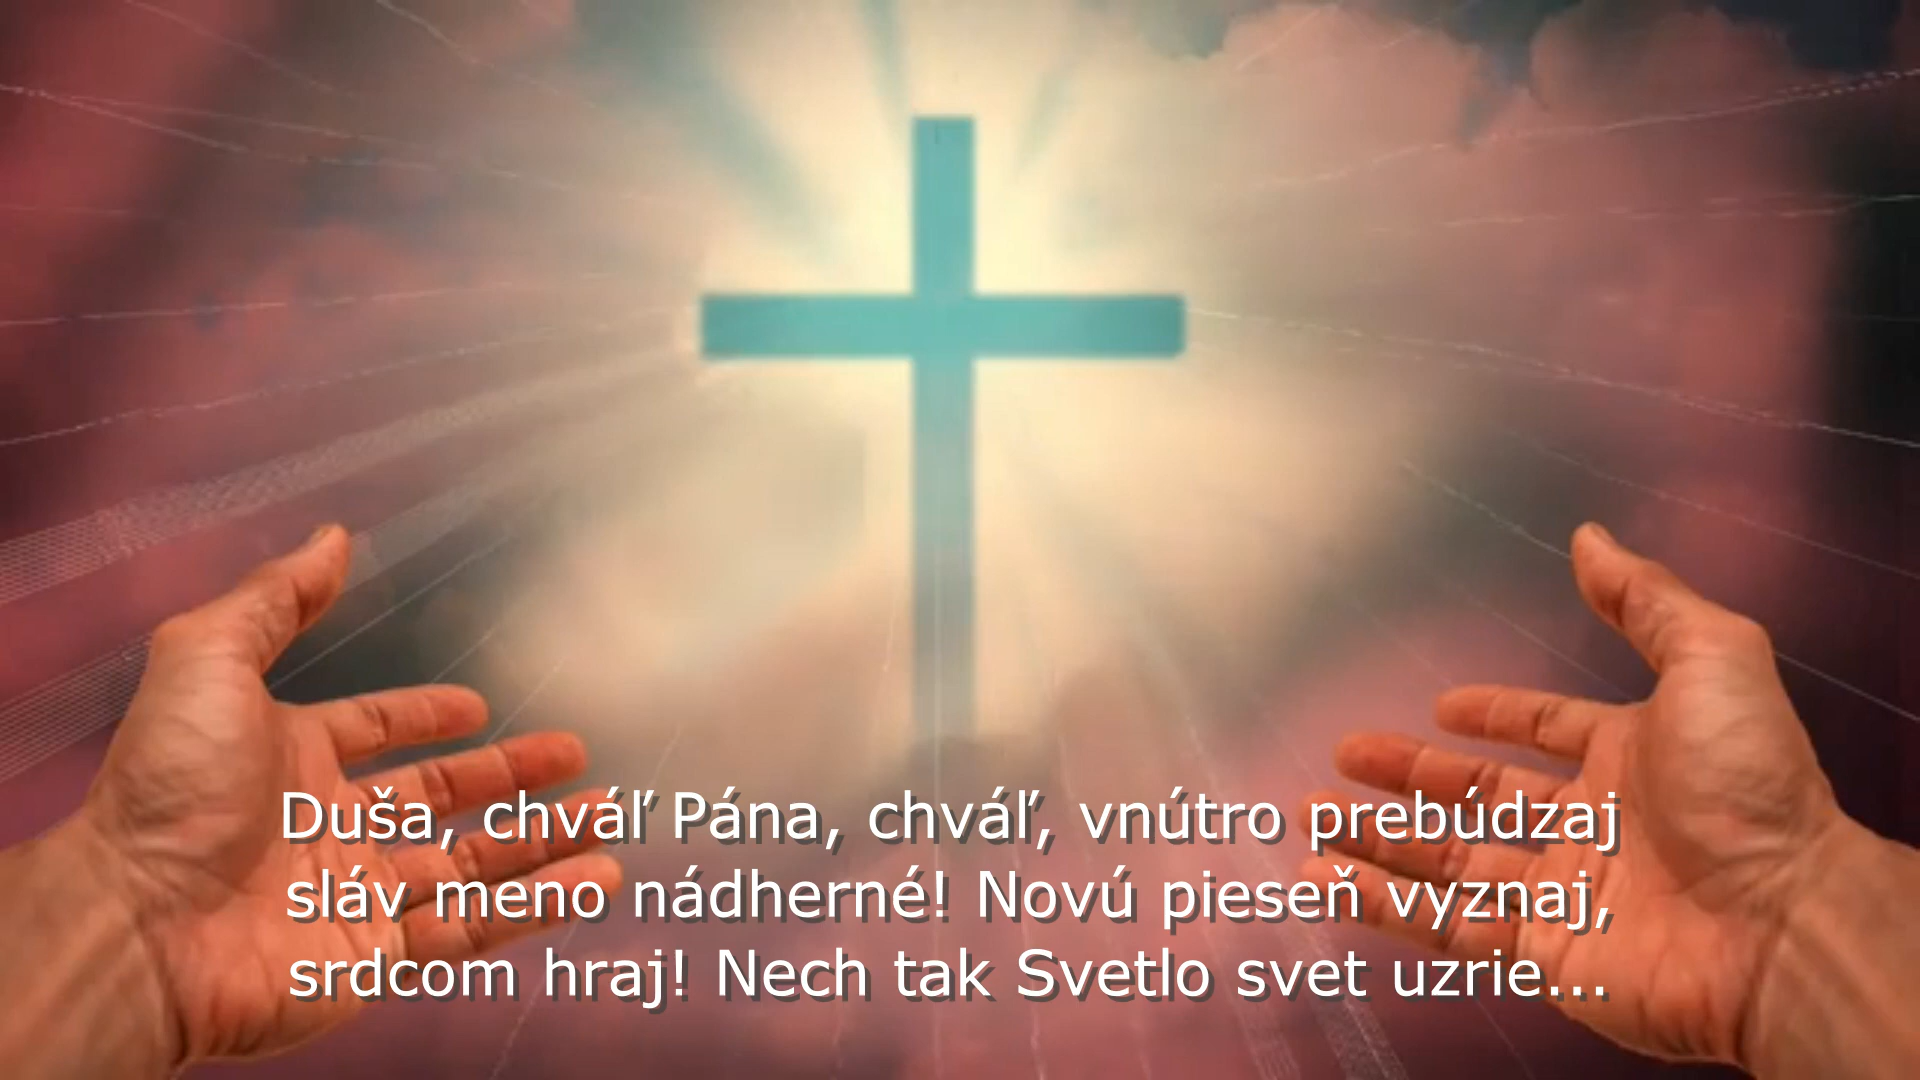 Duša, chváľ Pána, chváľ, vnútro prebúdzaj
sláv meno nádherné! Novú pieseň vyznaj,
srdcom hraj! Nech tak Svetlo svet uzrie...